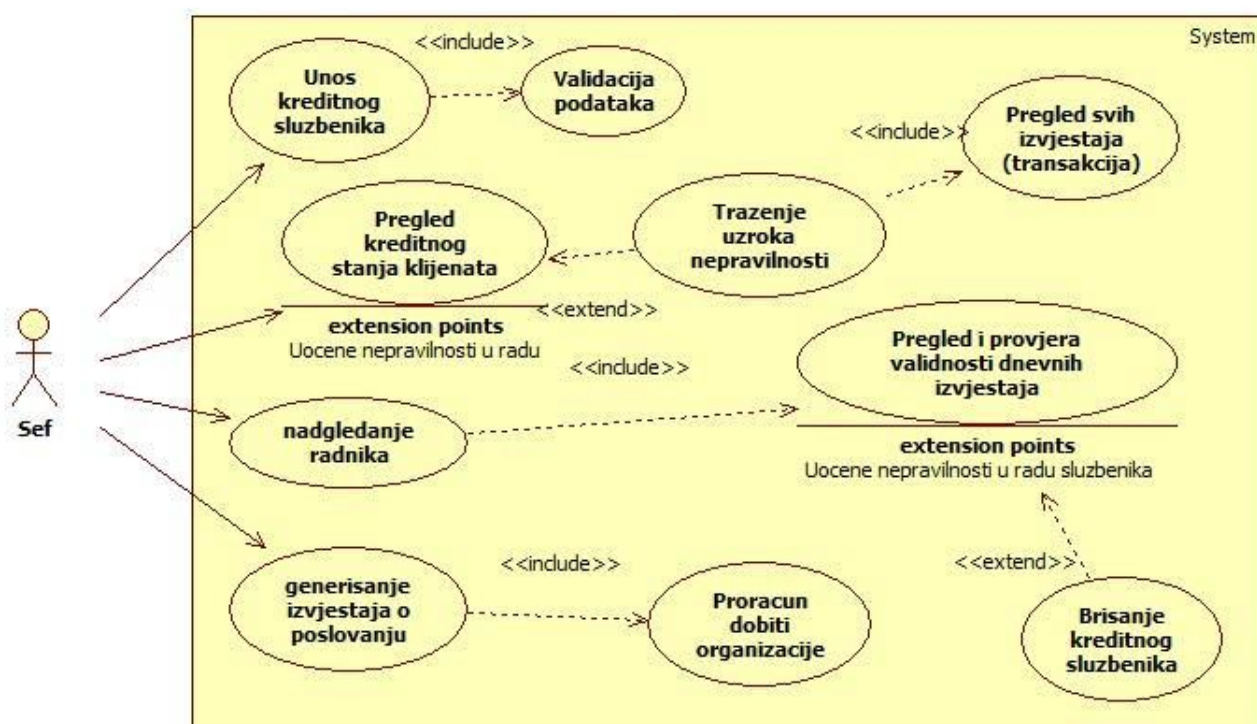 System
<<include>>
Unos
kreditnog
sluzbenika
Validacija
podataka
<<include>>
Pregled svih
izvjestaja
(transakcija)
Pregled
kreditnog
stanja klijenata
Trazenje
uzroka
nepravilnosti
<<extend>>
extension points
Uocene nepravilnosti u radu
Sef
<<include>>
Pregled i provjera
validnosti dnevnih
izvjestaja
nadgledanje
radnika
extension points
Uocene nepravilnosti u radu sluzbenika
<<include>>
<<extend>>
generisanje
izvjestaja o
poslovanju
Proracun
dobiti
organizacije
Brisanje
kreditnog
sluzbenika